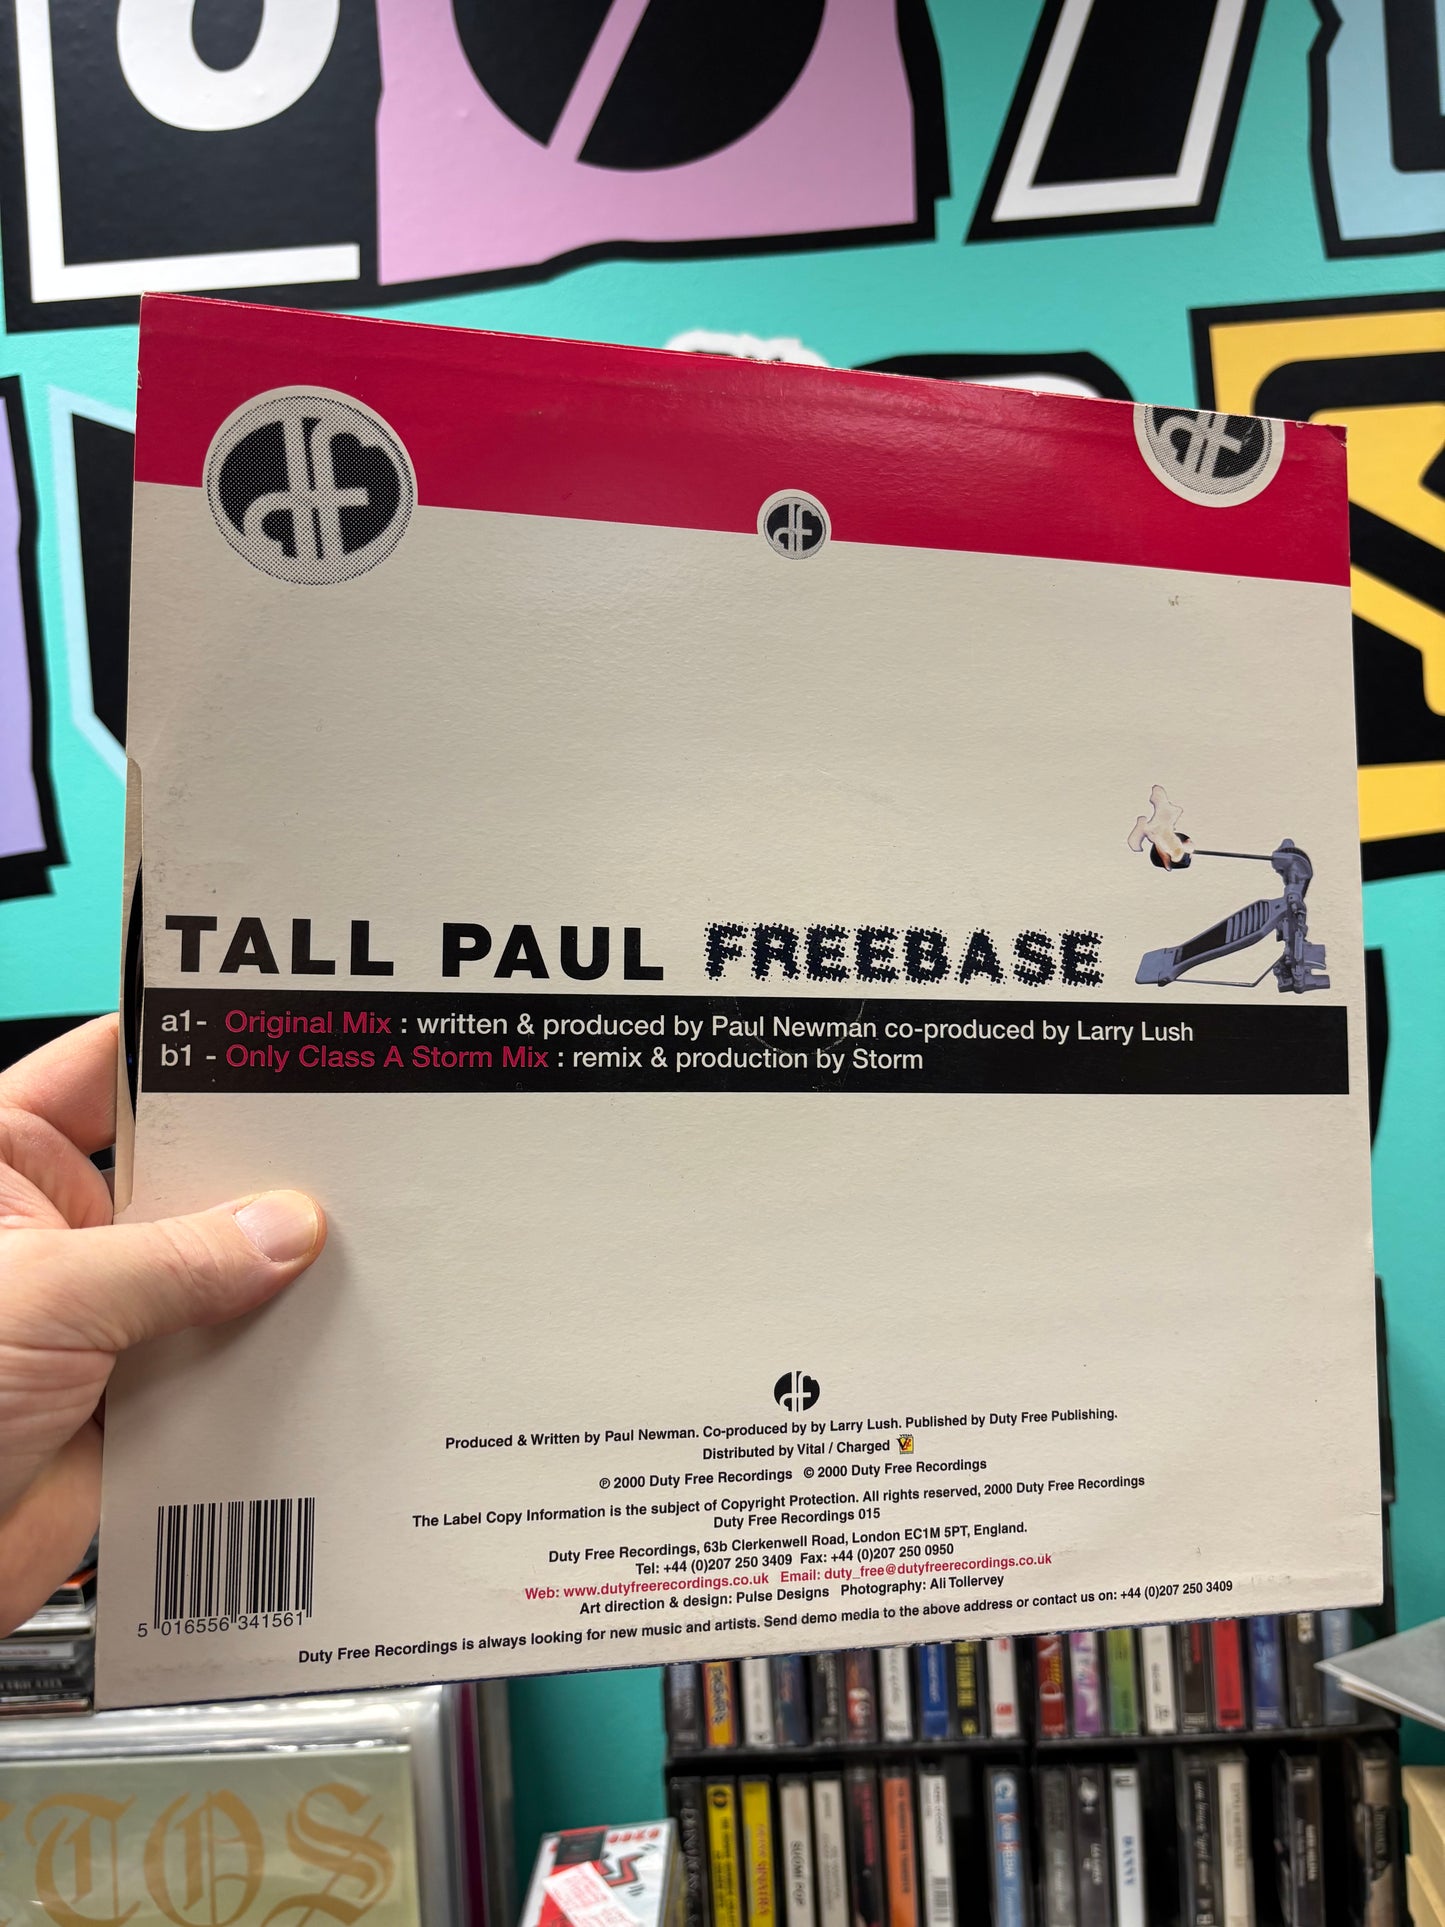 TALL PAUL FREEBASE
a1- Original Mix : written & produced by Paul Newman co-produced by Larry Lush
b1 - Only Class A Storm Mix : remix & production by Storm
Produced & Written by Paul Newman. Co-produced by by Larry Lush. Published by Duty Free Publishing.
Distributed by Vital / Charged
℗ 2000 Duty Free Recordings © 2000 Duty Free Recordings
The Label Copy Information is the subject of Copyright Protection. All rights reserved, 2000 Duty Free Recordings
Duty Free Recordings 015
Duty Free Recordings, 63b Clerkenwell Road, London EC1M 5PT, England.
Tel: +44 (0)207 250 3409 Fax: +44 (0)207 250 0950
Web: www.dutyfreerecordings.co.uk Email: duty_free@dutyfreerecordings.co.uk
Art direction & design: Pulse Designs Photography: Ali Tollervey
Duty Free Recordings is always looking for new music and artists. Send demo media to the above address or contact us on: +44 (0)207 250 3409
5 016556 341561